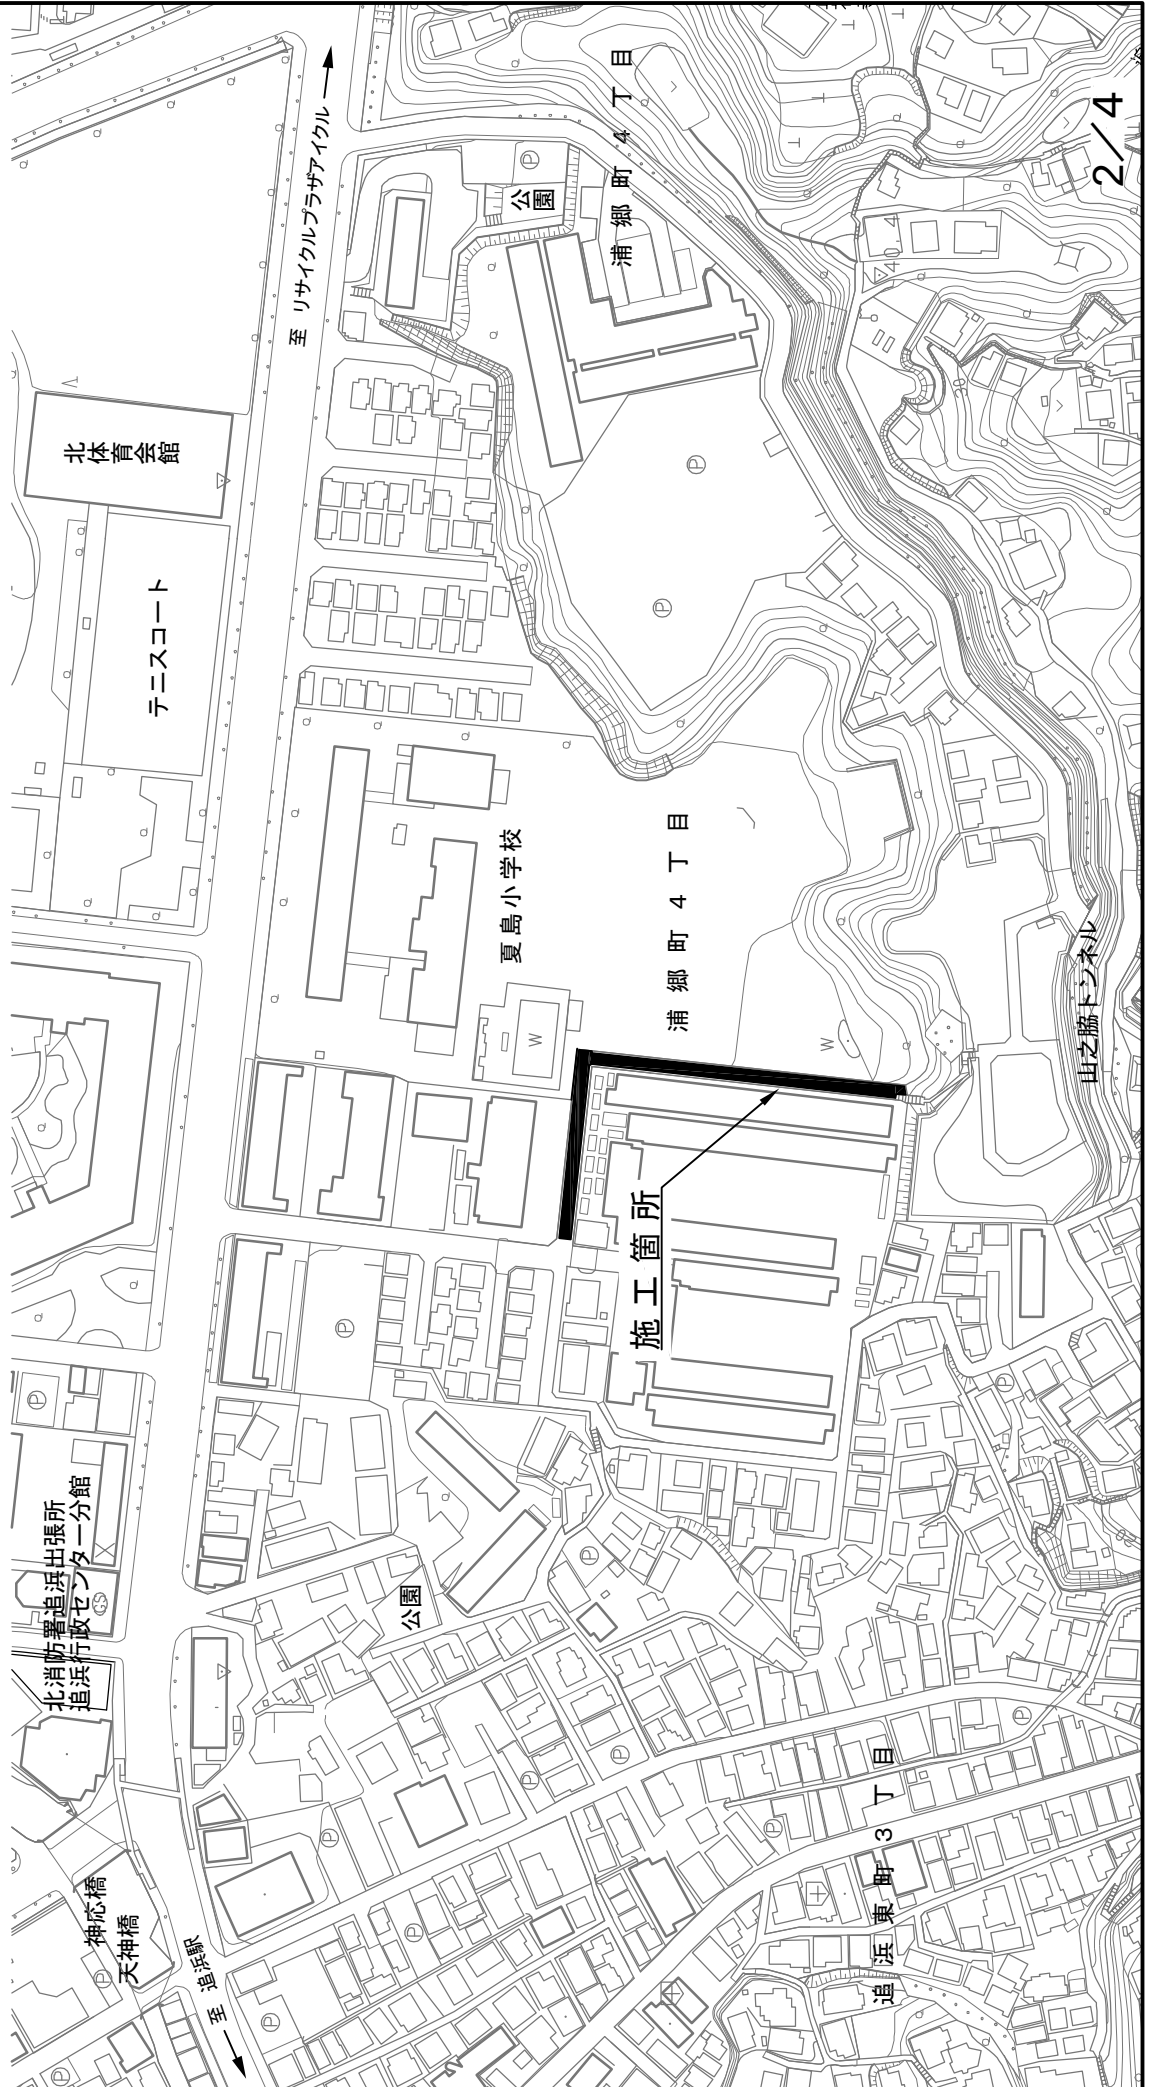 至 リサイクルプラザアイクル
公園
浦郷町4丁目
2/4
40.4
30
北体育会館
テニスコート
夏島小学校
浦郷町4丁目
山之脇トンネル
施工箇所
北消防署追浜出張所
追浜行政センター分館
公園
神応橋
天神橋
至 追浜駅
追浜東町3丁目
P
P
P
W
W
P
P
GS
P
P
P
P
P
P
P
P
P
P
P